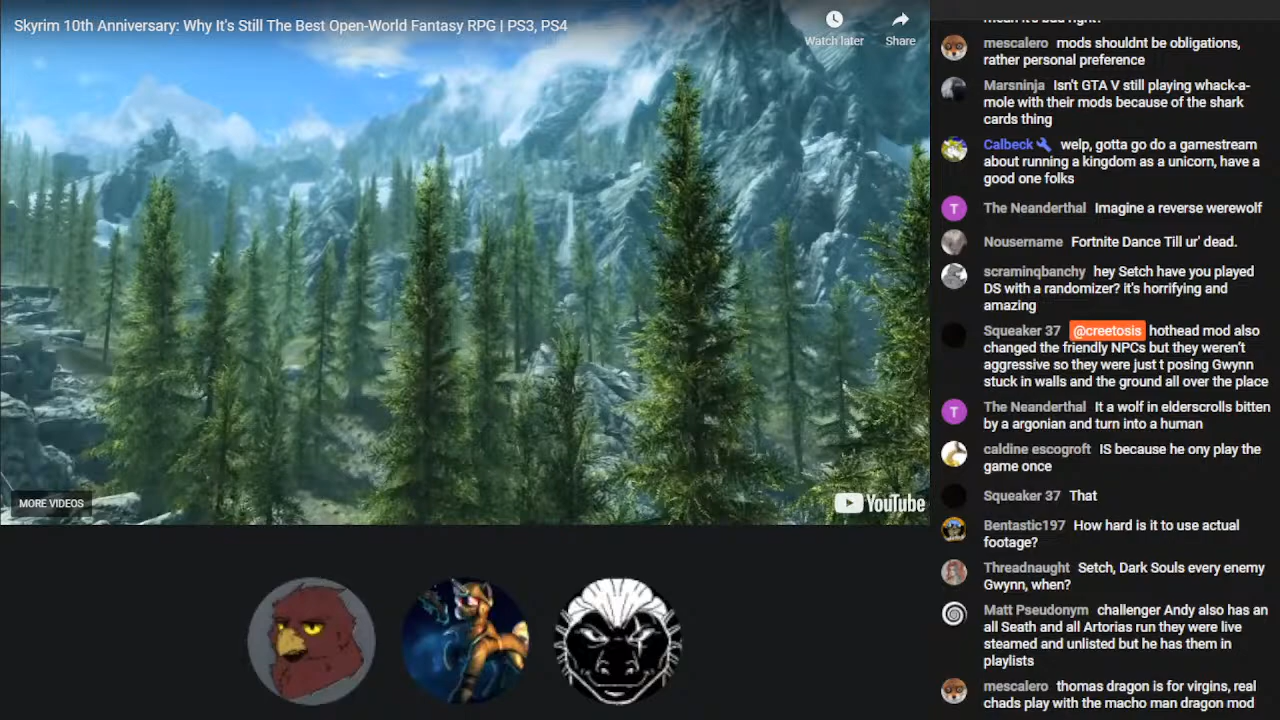 Skyrim 10th Anniversary: Why It's Still The Best Open-World Fantasy RPG | PS3, PS4
Watch later
Share
MORE VIDEOS
YouTube
mean it's bad right?
mescalero mods shouldnt be obligations,
rather personal preference
Marsninja Isn't GTA V still playing whack-a-
mole with their mods because of the shark
cards thing
Calbeck welp, gotta go do a gamestream
about running a kingdom as a unicorn, have a
good one folks
T
The Neanderthal Imagine a reverse werewolf
Nousername Fortnite Dance Till ur' dead.
scraminqbanchy hey Setch have you played
DS with a randomizer? it's horrifying and
amazing
Squeaker 37 @creetosis hothead mod also
changed the friendly NPCs but they weren't
aggressive so they were just t posing Gwynn
stuck in walls and the ground all over the place
T
The Neanderthal It a wolf in elderscrolls bitten
by a argonian and turn into a human
caldine escogroft IS because he ony play the
game once
Squeaker 37 That
Bentastic197 How hard is it to use actual
footage?
Threadnaught Setch, Dark Souls every enemy
Gwynn, when?
Matt Pseudonym challenger Andy also has an
all Seath and all Artorias run they were live
steamed and unlisted but he has them in
playlists
mescalero thomas dragon is for virgins, real
chads play with the macho man dragon mod